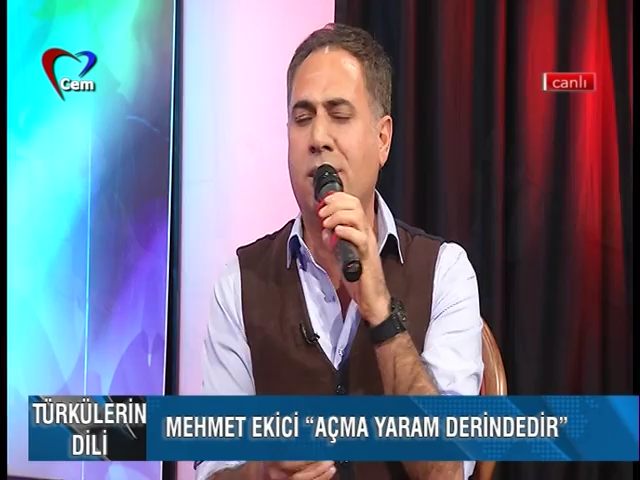 Cem
canlı
TÜRKÜLERİN
DİLİ
MEHMET EKİCİ “AÇMA YARAM DERİNDEDİR”